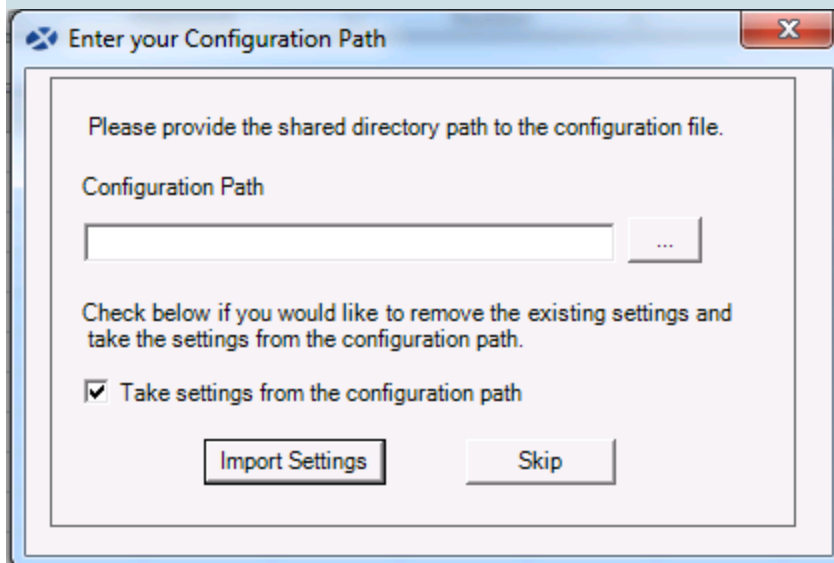 Enter your Configuration Path
Please provide the shared directory path to the configuration file.
Configuration Path
...
Check below if you would like to remove the existing settings and
take the settings from the configuration path.
Take settings from the configuration path
Import Settings
Skip